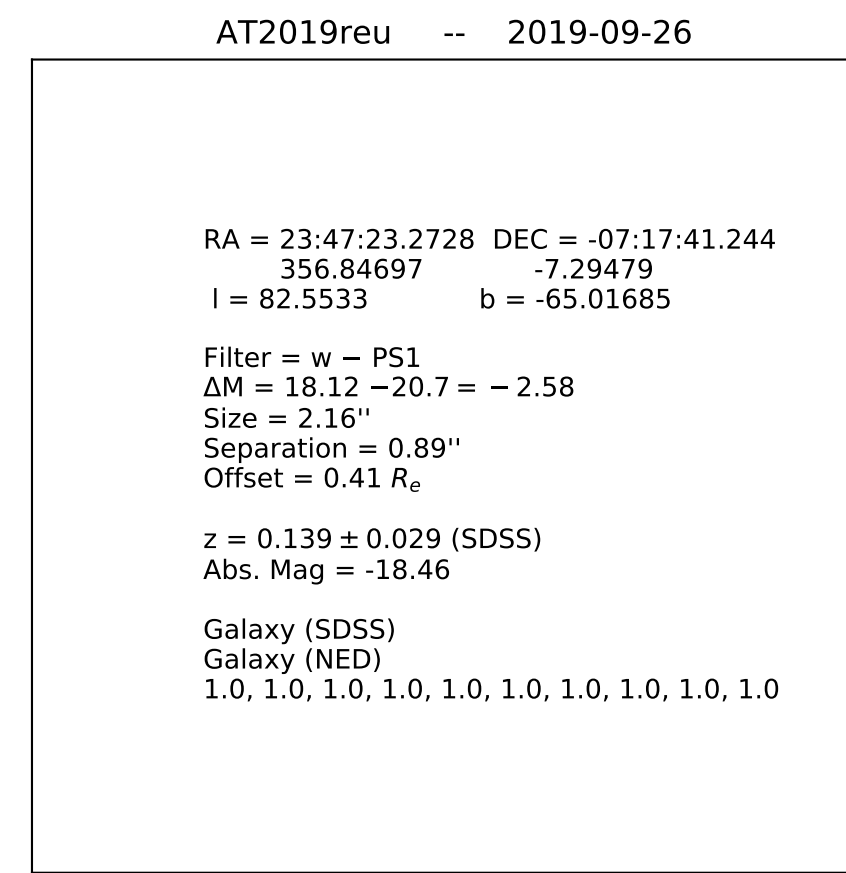 AT2019reu -- 2019-09-26
RA = 23:47:23.2728 DEC = -07:17:41.244
356.84697 -7.29479
l = 82.5533 b = -65.01685
Filter = w − PS1
ΔM = 18.12 −20.7 = − 2.58
Size = 2.16''
Separation = 0.89''
Offset = 0.41 Rₑ
z = 0.139 ± 0.029 (SDSS)
Abs. Mag = -18.46
Galaxy (SDSS)
Galaxy (NED)
1.0, 1.0, 1.0, 1.0, 1.0, 1.0, 1.0, 1.0, 1.0, 1.0